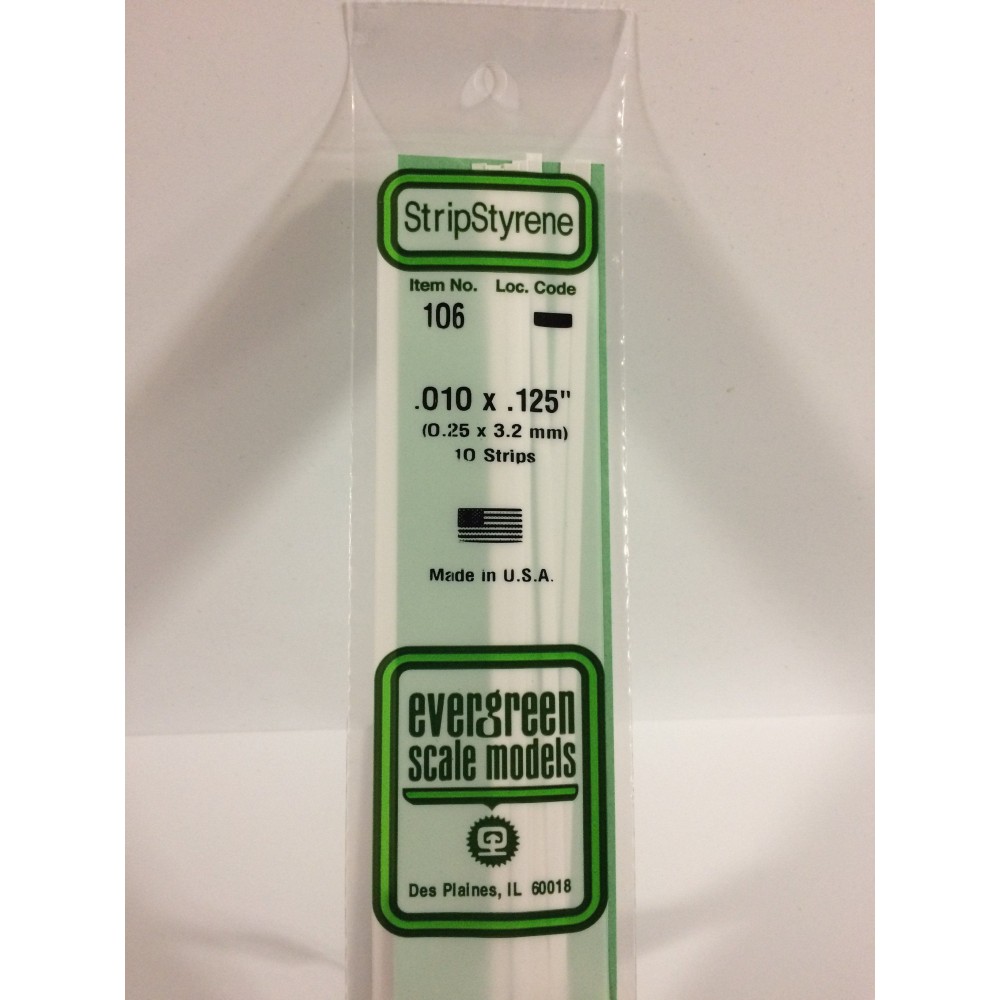 StripStyrene
Item No. Loc. Code
106
.010 x .125"
(0.25 x 3.2 mm)
10 Strips
Made in U.S.A.
evergreen
scale models
Des Plaines, IL 60018